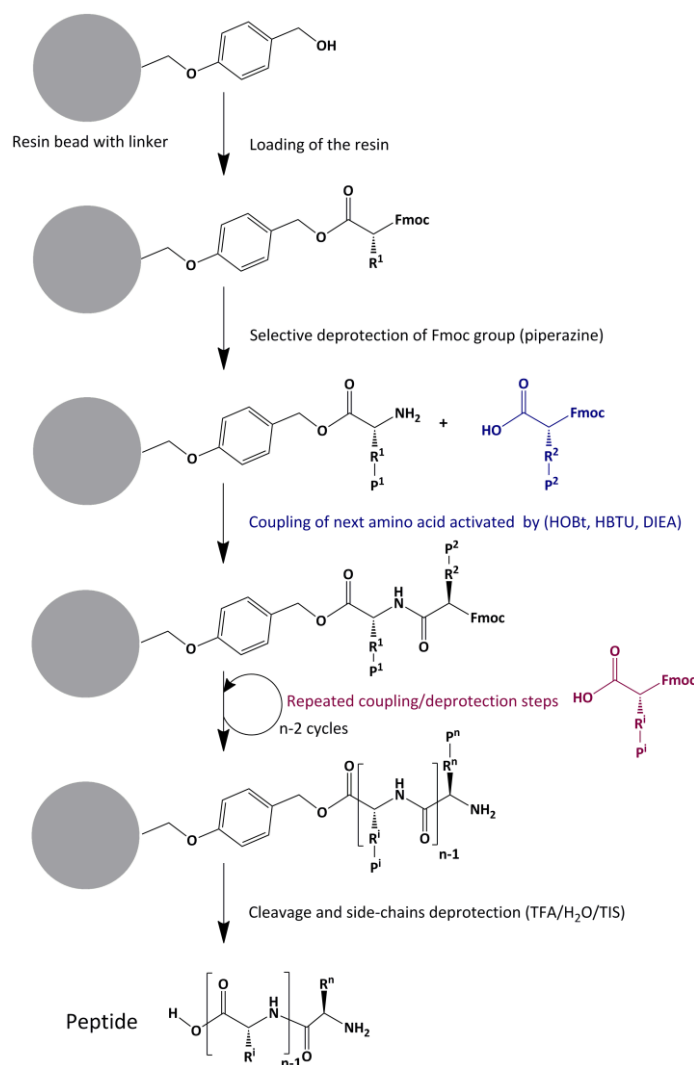 OH
O
Resin bead with linker
Loading of the resin
O
Fmoc
O
O
R¹
Selective deprotection of Fmoc group (piperazine)
O
NH₂
O
O
R¹
P¹
+
O
Fmoc
HO
R²
P²
Coupling of next amino acid activated by (HOBt, HBTU, DIEA)
P²
R²
O
H
N
O
O
O
Fmoc
R¹
P¹
Repeated coupling/deprotection steps
n-2 cycles
O
Fmoc
HO
Rⁱ
Pⁱ
Pⁿ
Rⁿ
O
H
N
O
O
O
NH₂
Rⁱ
Pⁱ
n-1
Cleavage and side-chains deprotection (TFA/H₂O/TIS)
Peptide
H
O
O
H
N
Rⁿ
NH₂
O
Rⁱ
n-1